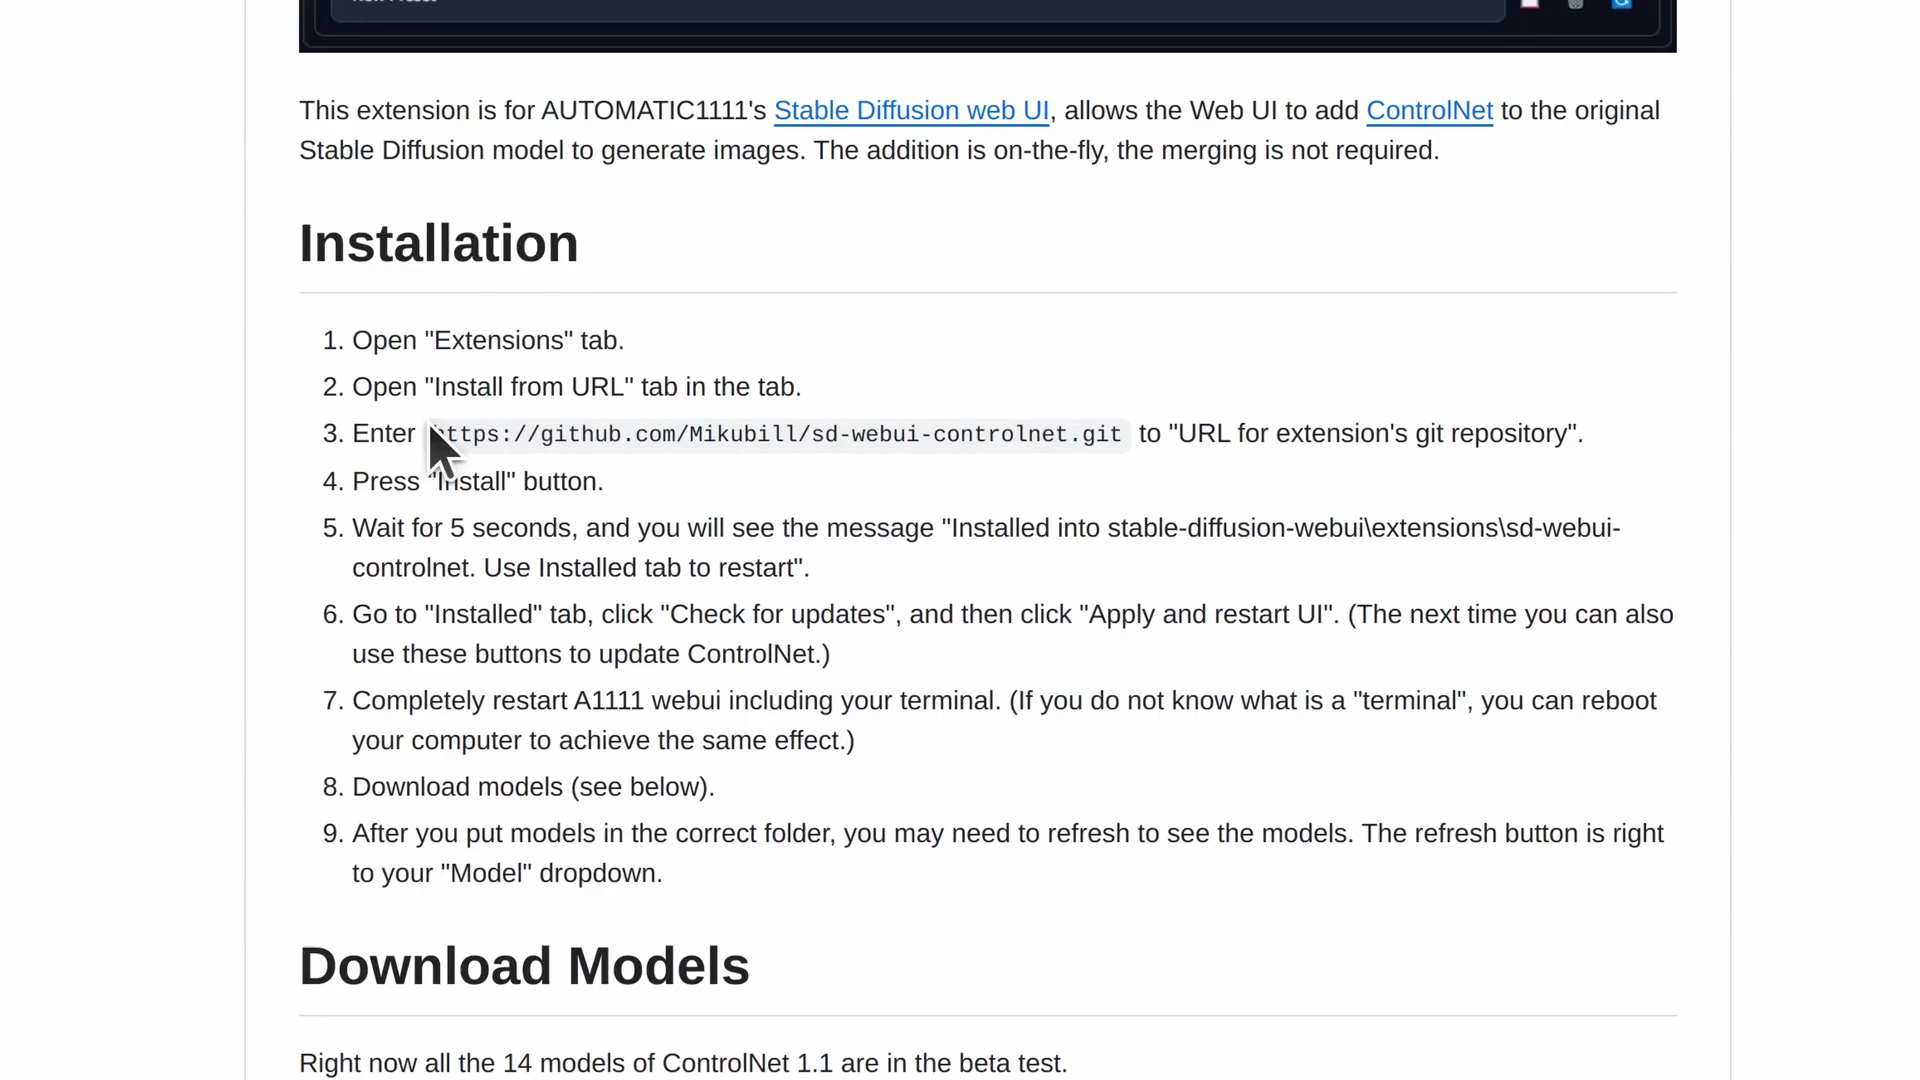 This extension is for AUTOMATIC1111's Stable Diffusion web UI, allows the Web UI to add ControlNet to the original
Stable Diffusion model to generate images. The addition is on-the-fly, the merging is not required.
Installation
1. Open "Extensions" tab.
2. Open "Install from URL" tab in the tab.
3. Enter https://github.com/Mikubill/sd-webui-controlnet.git to "URL for extension's git repository".
4. Press "Install" button.
5. Wait for 5 seconds, and you will see the message "Installed into stable-diffusion-webui\extensions\sd-webui-
controlnet. Use Installed tab to restart".
6. Go to "Installed" tab, click "Check for updates", and then click "Apply and restart UI". (The next time you can also
use these buttons to update ControlNet.)
7. Completely restart A1111 webui including your terminal. (If you do not know what is a "terminal", you can reboot
your computer to achieve the same effect.)
8. Download models (see below).
9. After you put models in the correct folder, you may need to refresh to see the models. The refresh button is right
to your "Model" dropdown.
Download Models
Right now all the 14 models of ControlNet 1.1 are in the beta test.